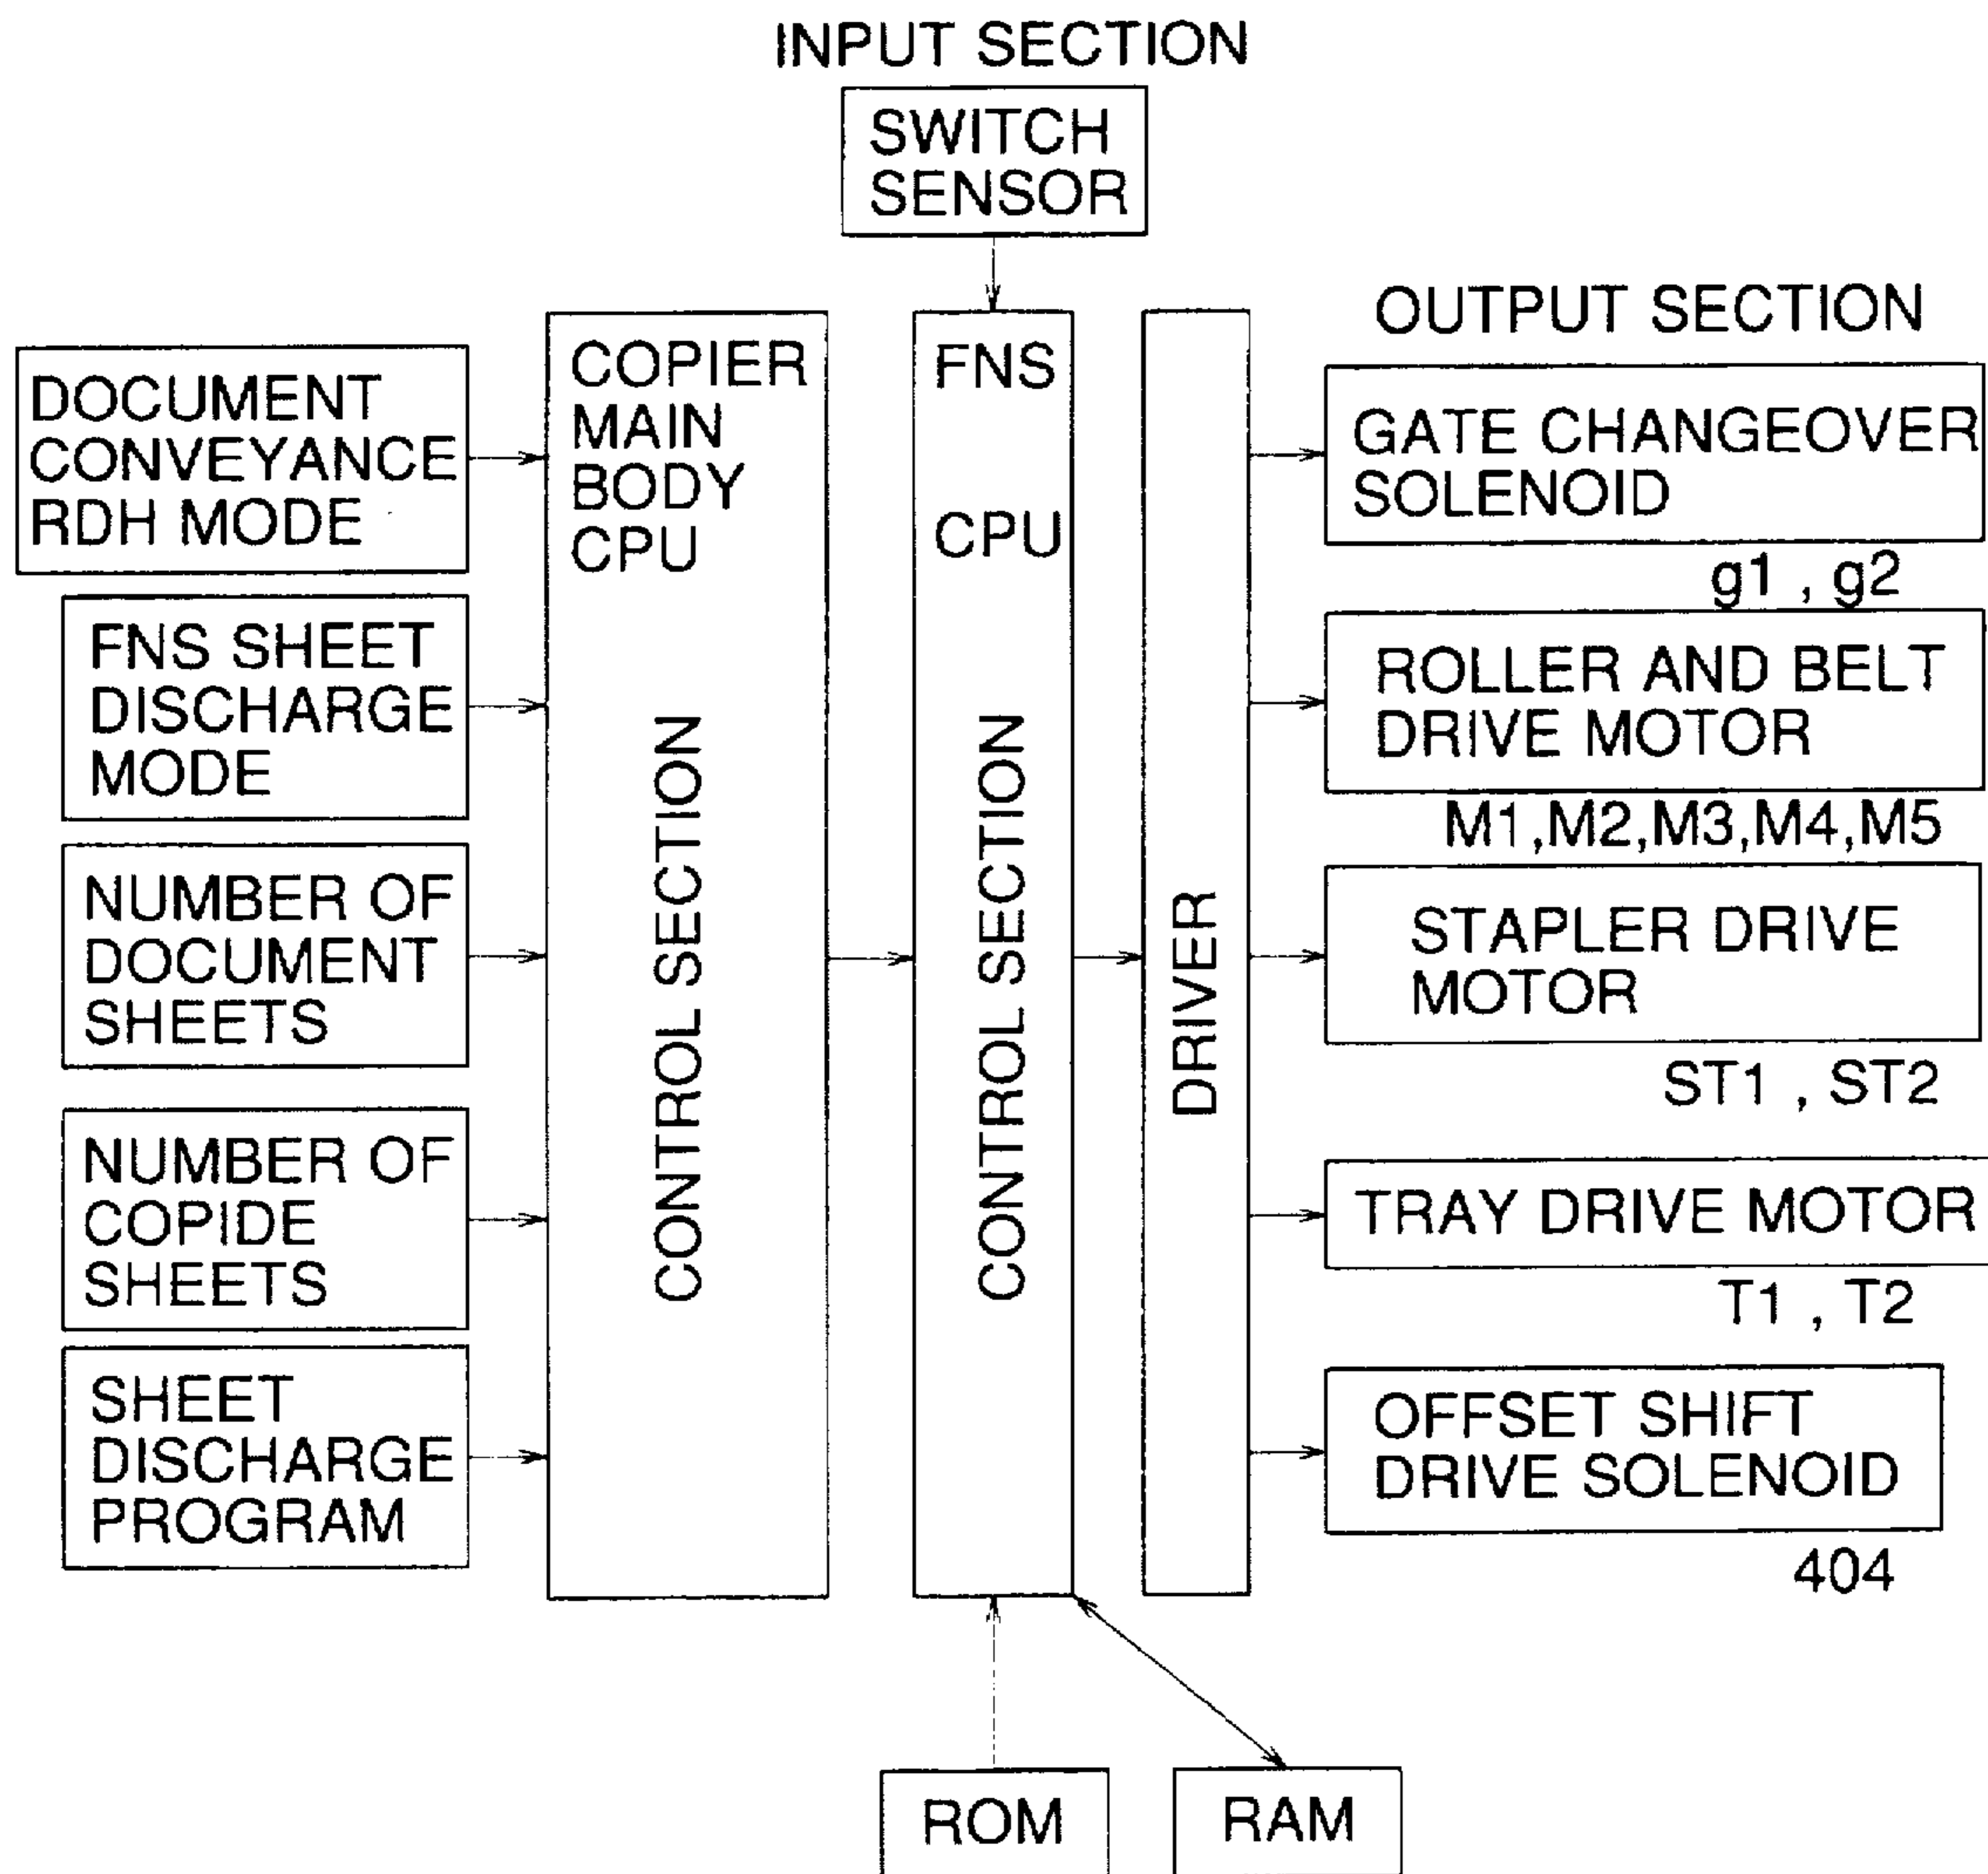 INPUT SECTION
SWITCH
SENSOR
DOCUMENT
CONVEYANCE
RDH MODE
FNS SHEET
DISCHARGE
MODE
NUMBER OF
DOCUMENT
SHEETS
NUMBER OF
COPIDE
SHEETS
SHEET
DISCHARGE
PROGRAM
COPIER
MAIN
BODY
CPU
CONTROL SECTION
FNS
CPU
CONTROL SECTION
DRIVER
OUTPUT SECTION
GATE CHANGEOVER
SOLENOID
g1 , g2
ROLLER AND BELT
DRIVE MOTOR
M1,M2,M3,M4,M5
STAPLER DRIVE
MOTOR
ST1 , ST2
TRAY DRIVE MOTOR
T1 , T2
OFFSET SHIFT
DRIVE SOLENOID
404
ROM
RAM